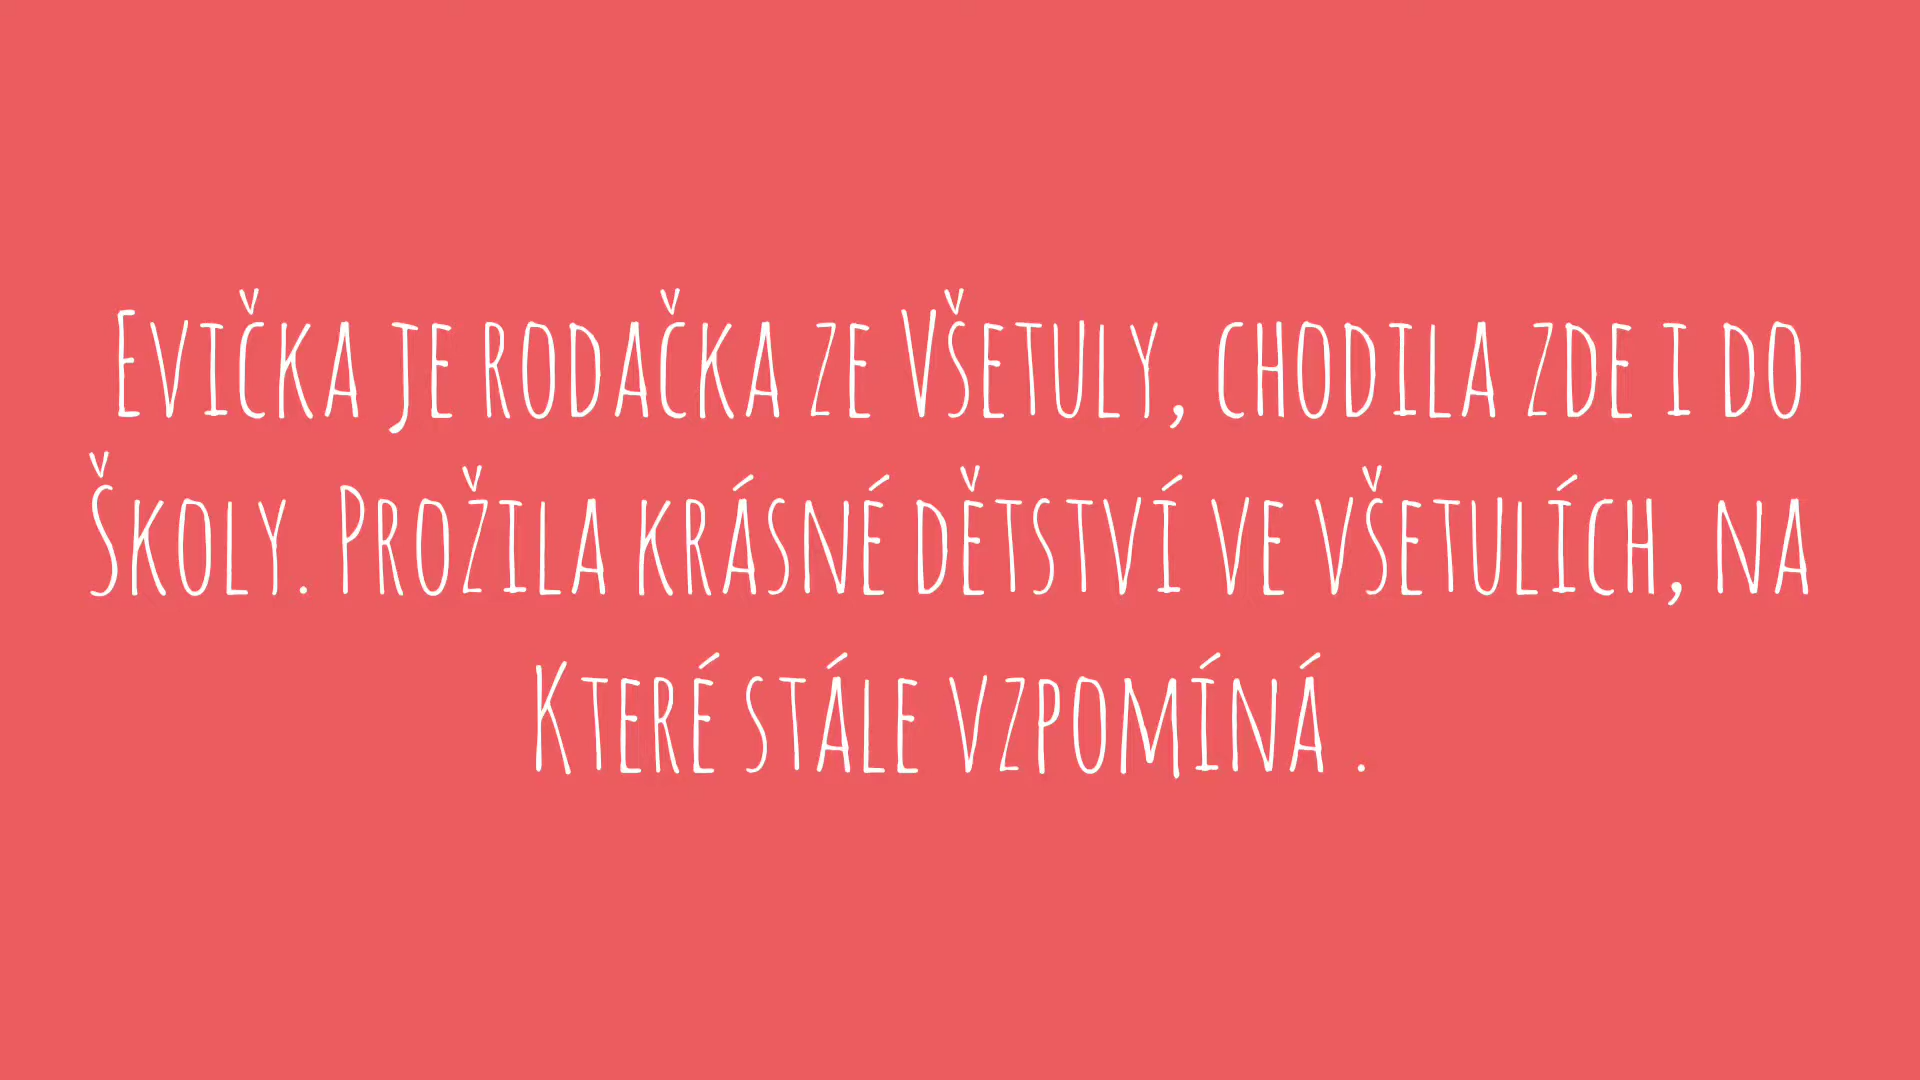 Evička je rodačka ze Všetuly, chodila zde i do
Školy. Prožila krásné dětství ve všetulích, na
Které stále vzpomíná .